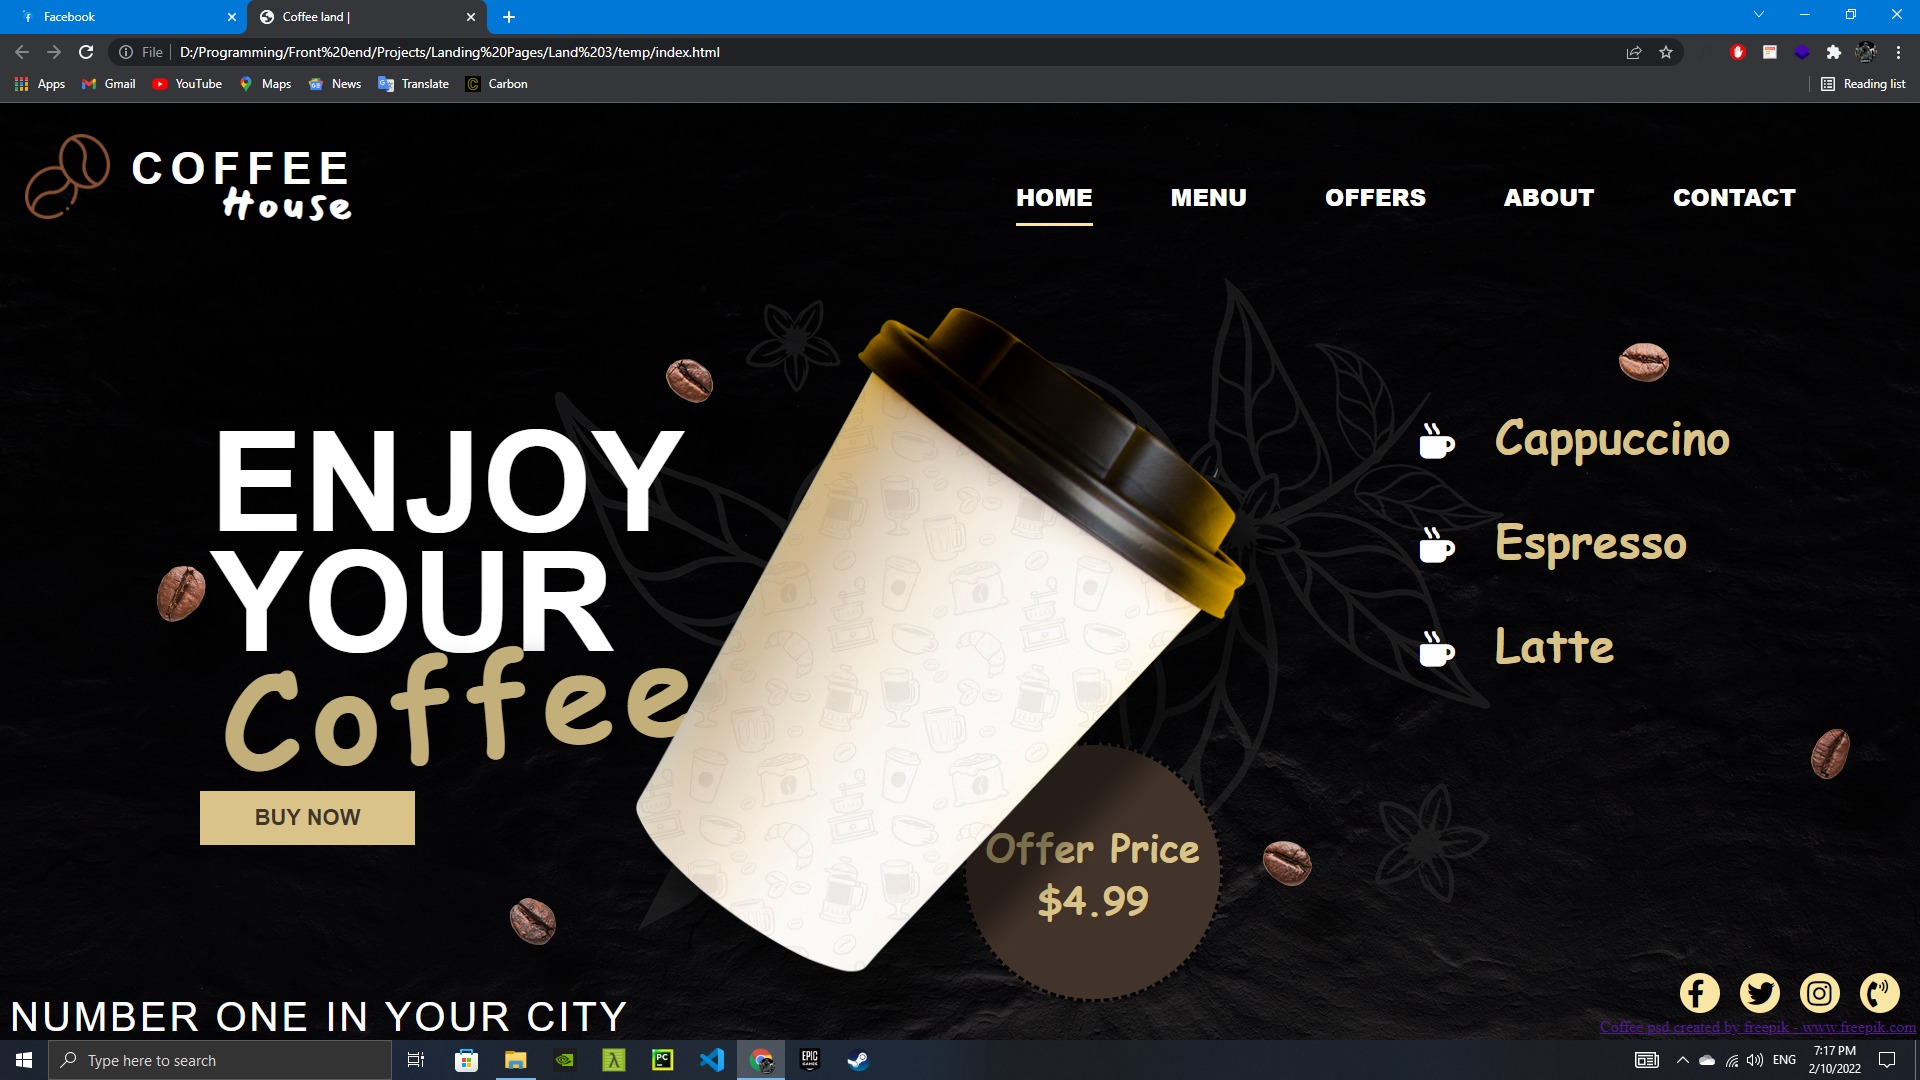 Facebook
Coffee land |
File
D:/Programming/Front%20end/Projects/Landing%20Pages/Land%203/temp/index.html
Apps
Gmail
YouTube
Maps
News
Translate
Carbon
Reading list
COFFEE
House
HOME
MENU
OFFERS
ABOUT
CONTACT
ENJOY
YOUR
Coffee
BUY NOW
Cappuccino
Espresso
Latte
Offer Price
$4.99
NUMBER ONE IN YOUR CITY
Coffee psd created by freepik - www.freepik.com
Type here to search
PC
EPIC
GAMES
ENG
7:17 PM
2/10/2022